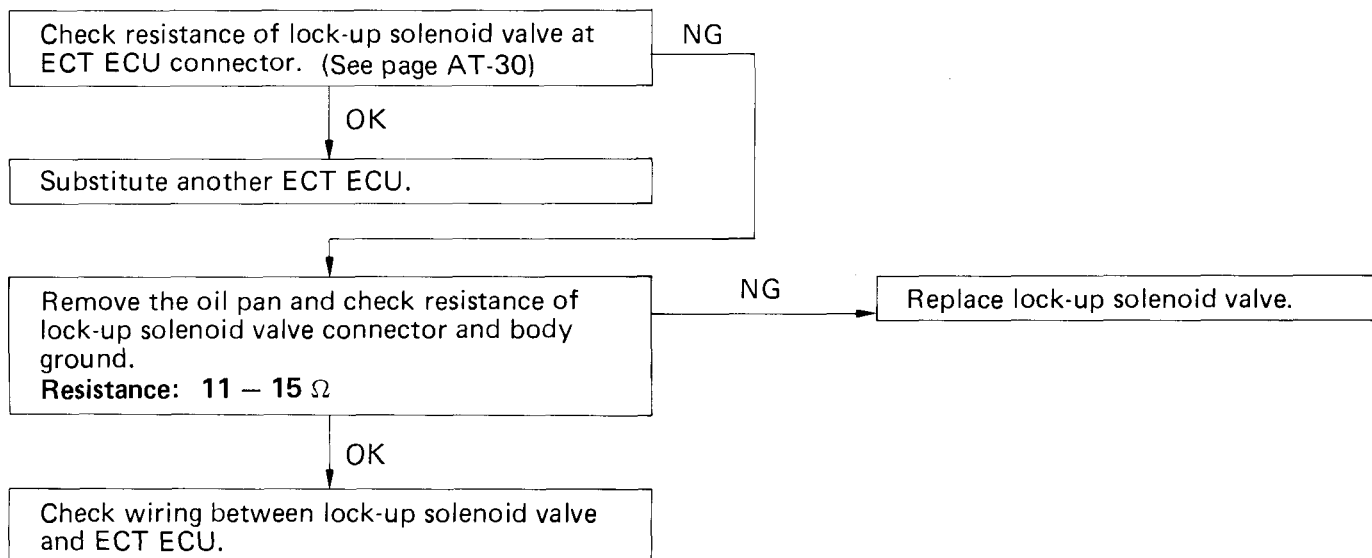 Check resistance of lock-up solenoid valve at
ECT ECU connector. (See page AT-30)
NG
OK
Substitute another ECT ECU.
Remove the oil pan and check resistance of
lock-up solenoid valve connector and body
ground.
Resistance: 11 – 15 Ω
NG
Replace lock-up solenoid valve.
OK
Check wiring between lock-up solenoid valve
and ECT ECU.